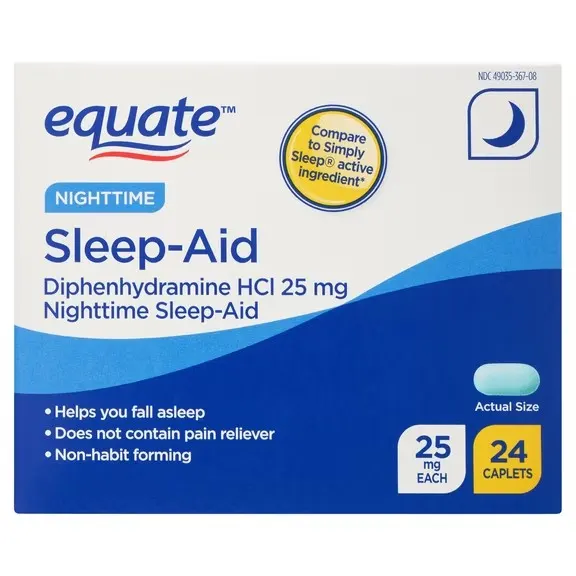 NDC 49035-367-08
equate™
Compare
to Simply
Sleep® active
ingredient*
NIGHTTIME
Sleep-Aid
Diphenhydramine HCl 25 mg
Nighttime Sleep-Aid
• Helps you fall asleep
• Does not contain pain reliever
• Non-habit forming
Actual Size
25
mg
EACH
24
CAPLETS